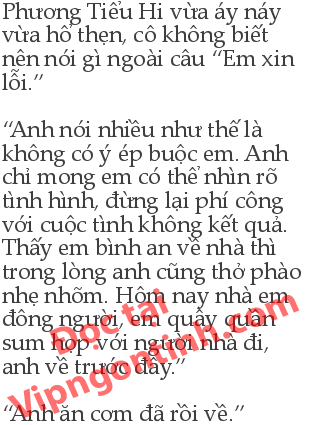 Phương Tiểu Hi vừa áy náy
vừa hổ thẹn, cô không biết
nên nói gì ngoài câu “Em xin
lỗi.”
“Anh nói nhiều như thế là
không có ý ép buộc em. Anh
chỉ mong em có thể nhìn rõ
tình hình, đừng lại phí công
với cuộc tình không kết quả.
Thấy em bình an về nhà thì
trong lòng anh cũng thở phào
nhẹ nhõm. Hôm nay nhà em
đông người, em quây quần
sum họp với người nhà đi,
anh về trước đây.”
“Anh ăn cơm đã rồi về.”
Đọc tại
Vipngontinh.com